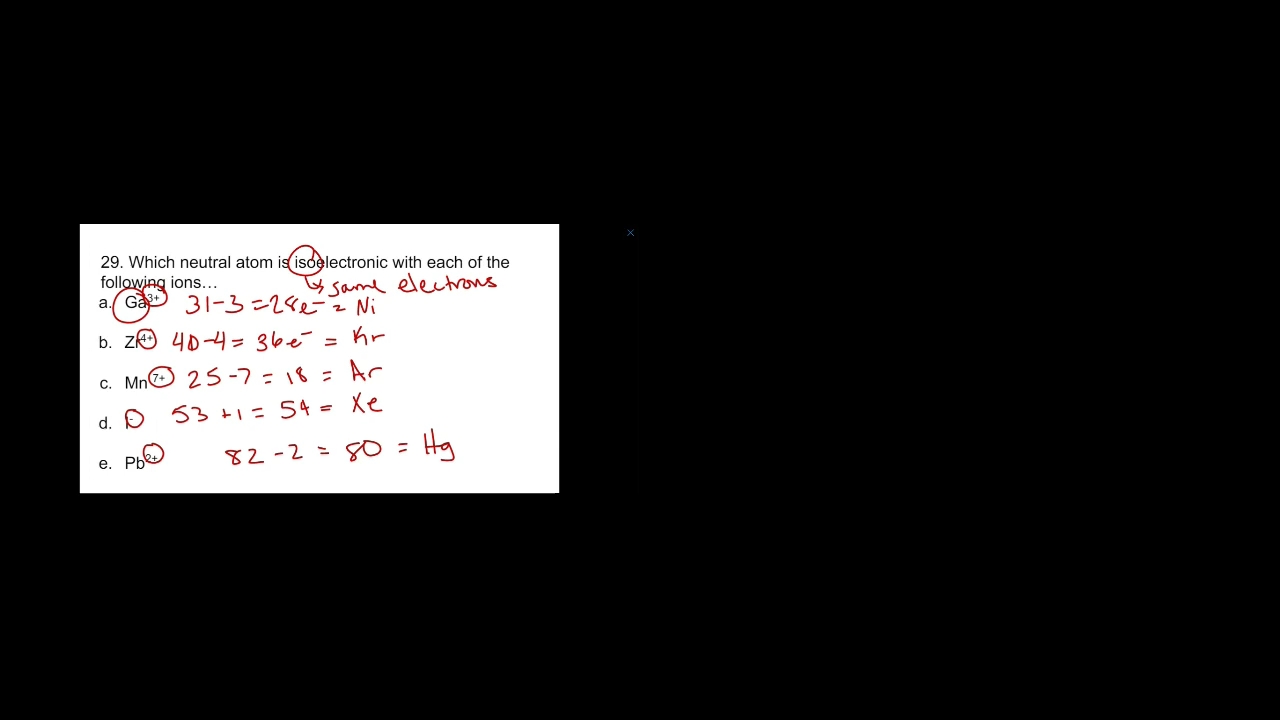 29. Which neutral atom is isoelectronic with each of the
following ions…
↳ same electrons
a. Ga3+ 31-3 = 28e- = Ni
b. Zr4+ 40-4 = 36e- = Kr
c. Mn7+ 25-7 = 18 = Ar
d. I- 53+1 = 54 = Xe
e. Pb2+ 82-2 = 80 = Hg